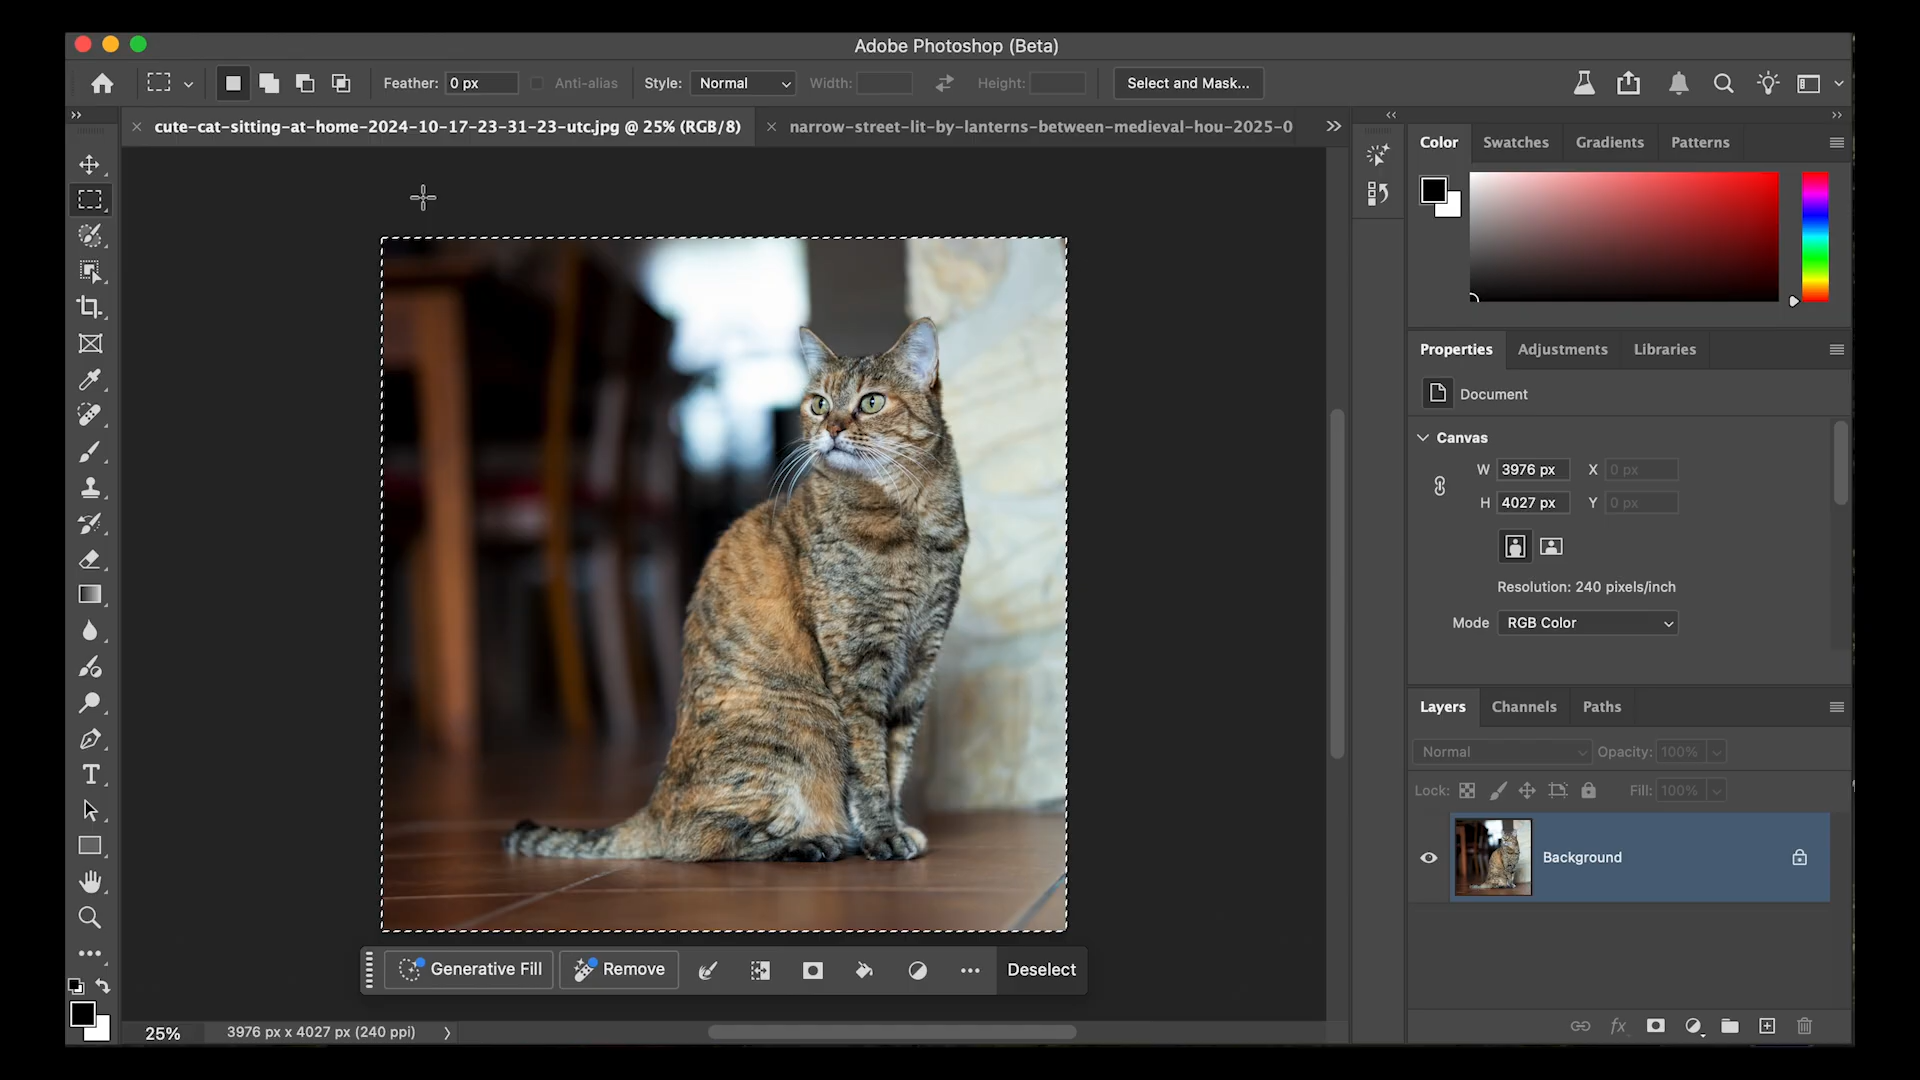 Adobe Photoshop (Beta)
Feather: 0 px Anti-alias Style: Normal Width: Height: Select and Mask...
cute-cat-sitting-at-home-2024-10-17-23-31-23-utc.jpg @ 25% (RGB/8) narrow-street-lit-by-lanterns-between-medieval-hou-2025-0
Color Swatches Gradients Patterns
Properties Adjustments Libraries
Document
Canvas
W 3976 px X 0 px
H 4027 px Y 0 px
Resolution: 240 pixels/inch
Mode RGB Color
Layers Channels Paths
Normal Opacity: 100%
Lock: Fill: 100%
Background
Generative Fill Remove Deselect
25% 3976 px x 4027 px (240 ppi)
fx